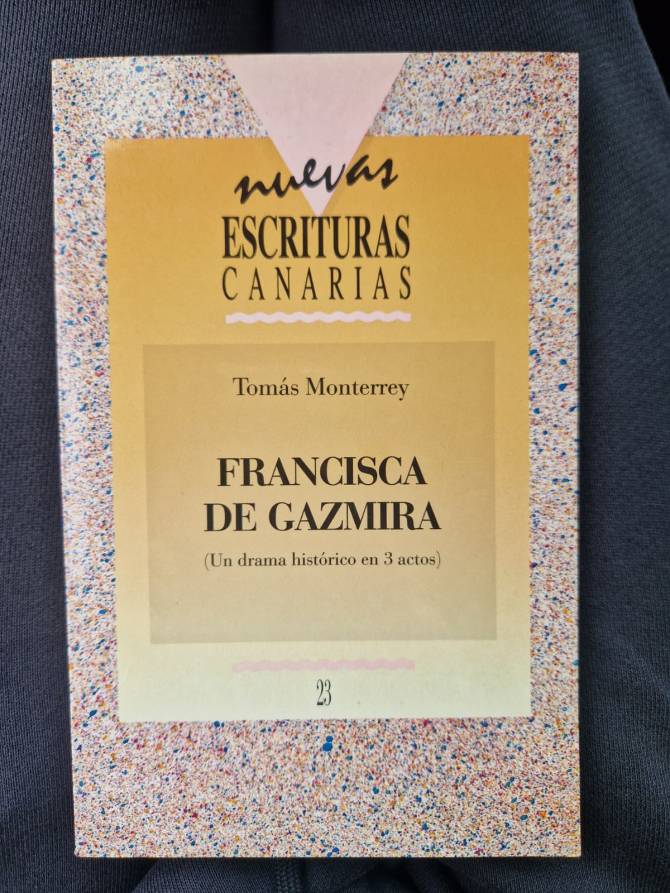 nuevas
ESCRITURAS
CANARIAS
Tomás Monterrey
FRANCISCA
DE GAZMIRA
(Un drama histórico en 3 actos)
23